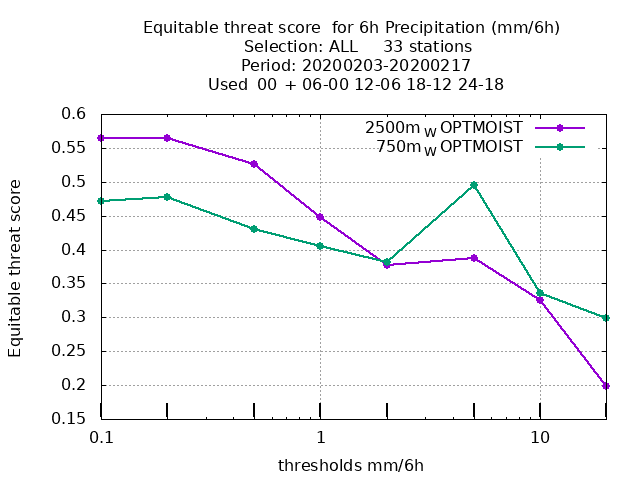 Equitable threat score  for 6h Precipitation (mm/6h)
Selection: ALL     33 stations
Period: 20200203-20200217
Used  00 + 06-00 12-06 18-12 24-18
2500m W OPTMOIST
750m W OPTMOIST
Equitable threat score
0.6
0.55
0.5
0.45
0.4
0.35
0.3
0.25
0.2
0.15
0.1 1 10
thresholds mm/6h